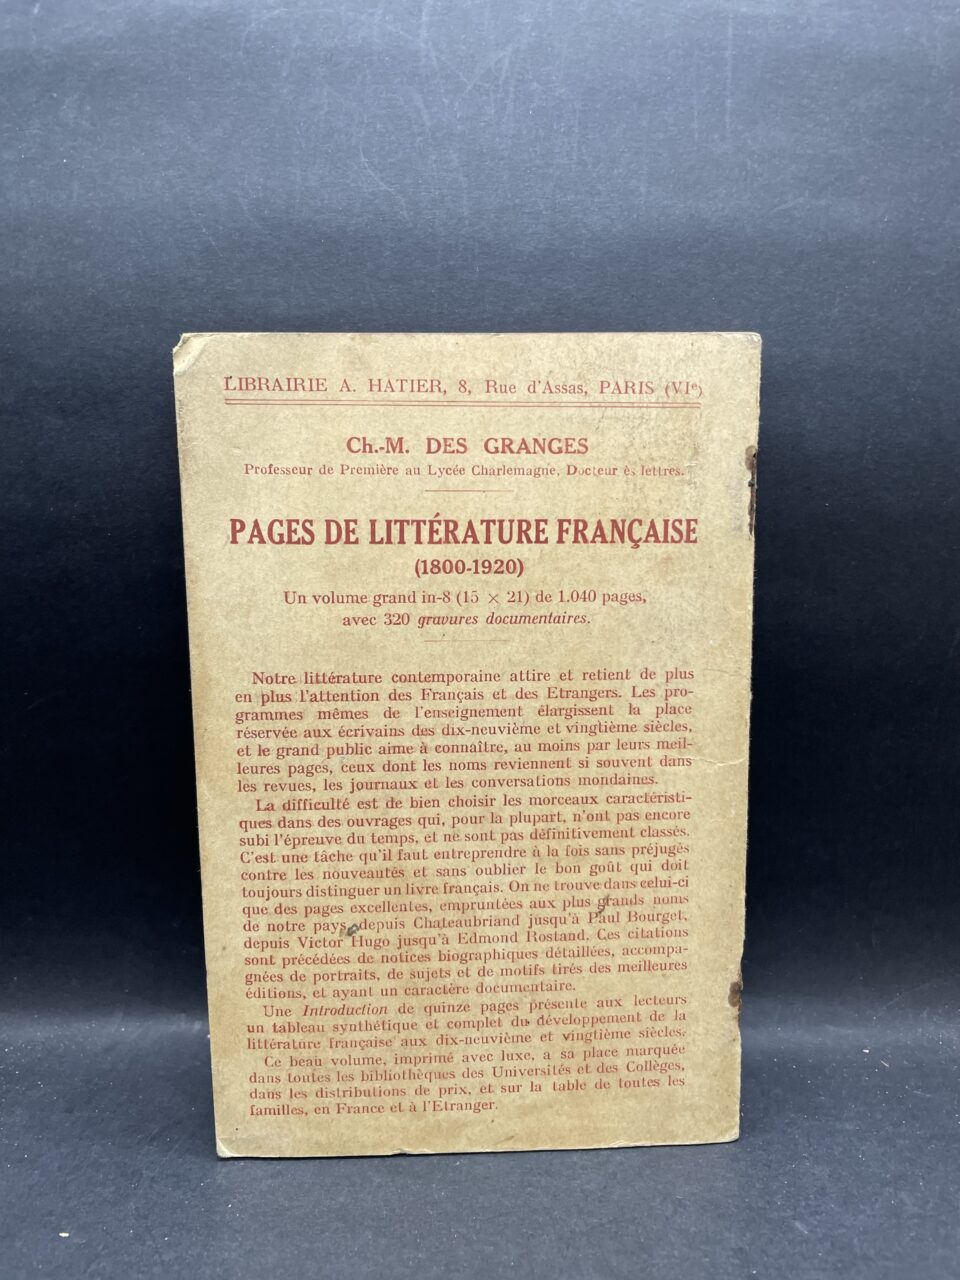 LIBRAIRIE A. HATIER, 8, Rue d'Assas, PARIS (VIe)
Ch.-M. DES GRANGES
Professeur de Première au Lycée Charlemagne, Docteur ès lettres.
PAGES DE LITTÉRATURE FRANÇAISE
(1800-1920)
Un volume grand in-8 (15 × 21) de 1.040 pages,
avec 320 gravures documentaires.
Notre littérature contemporaine attire et retient de plus
en plus l'attention des Français et des Etrangers. Les pro-
grammes mêmes de l'enseignement élargissent la place
réservée aux écrivains des dix-neuvième et vingtième siècles,
et le grand public aime à connaître, au moins par leurs meil-
leures pages, ceux dont les noms reviennent si souvent dans
les revues, les journaux et les conversations mondaines.
La difficulté est de bien choisir les morceaux caractéristi-
ques dans des ouvrages qui, pour la plupart, n'ont pas encore
subi l'épreuve du temps, et ne sont pas définitivement classés.
C'est une tâche qu'il faut entreprendre à la fois sans préjugés
contre les nouveautés et sans oublier le bon goût qui doit
toujours distinguer un livre français. On ne trouve dans celui-ci
que des pages excellentes, empruntées aux plus grands noms
de notre pays, depuis Chateaubriand jusqu'à Paul Bourget,
depuis Victor Hugo jusqu'à Edmond Rostand. Ces citations
sont précédées de notices biographiques détaillées, accompa-
gnées de portraits, de sujets et de motifs tirés des meilleures
éditions, et ayant un caractère documentaire.
Une Introduction de quinze pages présente aux lecteurs
un tableau synthétique et complet du développement de la
littérature française aux dix-neuvième et vingtième siècles.
Ce beau volume, imprimé avec luxe, a sa place marquée
dans toutes les bibliothèques des Universités et des Collèges,
dans les distributions de prix, et sur la table de toutes les
familles, en France et à l'Etranger.